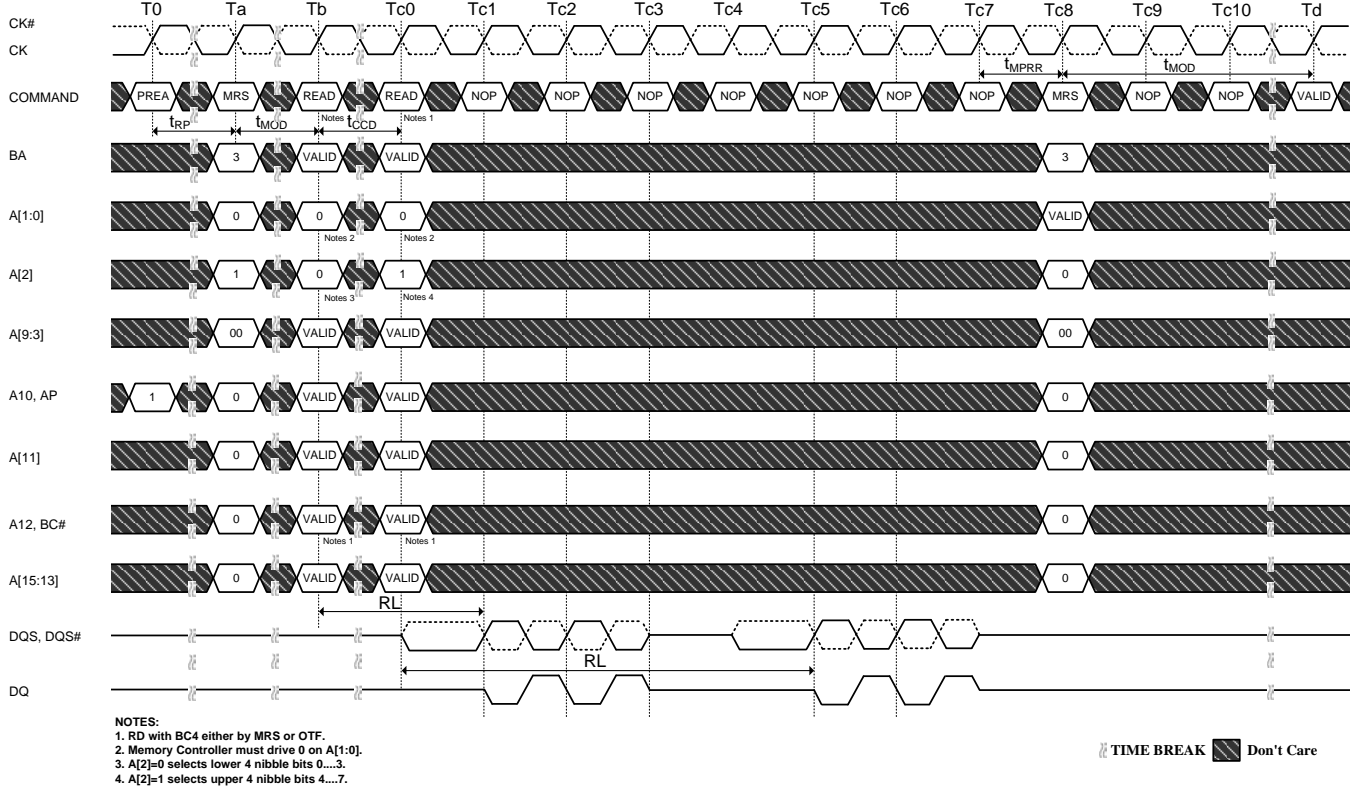 T0 Ta Tb Tc0 Tc1 Tc2 Tc3 Tc4 Tc5 Tc6 Tc7 Tc8 Tc9 Tc10 Td
CK#
CK
tMPRR tMOD
COMMAND PREA MRS READ READ NOP NOP NOP NOP NOP NOP NOP MRS NOP NOP VALID
Notes 1 Notes 1
tRP tMOD tCCD
BA 3 VALID VALID 3
A[1:0] 0 0 0 VALID
Notes 2 Notes 2
A[2] 1 0 1 0
Notes 3 Notes 4
A[9:3] 00 VALID VALID 00
A10, AP 1 0 VALID VALID 0
A[11] 0 VALID VALID 0
A12, BC# 0 VALID VALID 0
Notes 1 Notes 1
A[15:13] 0 VALID VALID 0
RL
DQS, DQS#
RL
DQ
NOTES:
1. RD with BC4 either by MRS or OTF.
2. Memory Controller must drive 0 on A[1:0].
3. A[2]=0 selects lower 4 nibble bits 0....3.
4. A[2]=1 selects upper 4 nibble bits 4....7.
TIME BREAK Don't Care